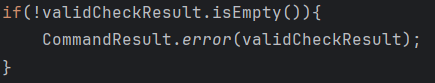 if(!validCheckResult.isEmpty()){
    CommandResult.error(validCheckResult);
}